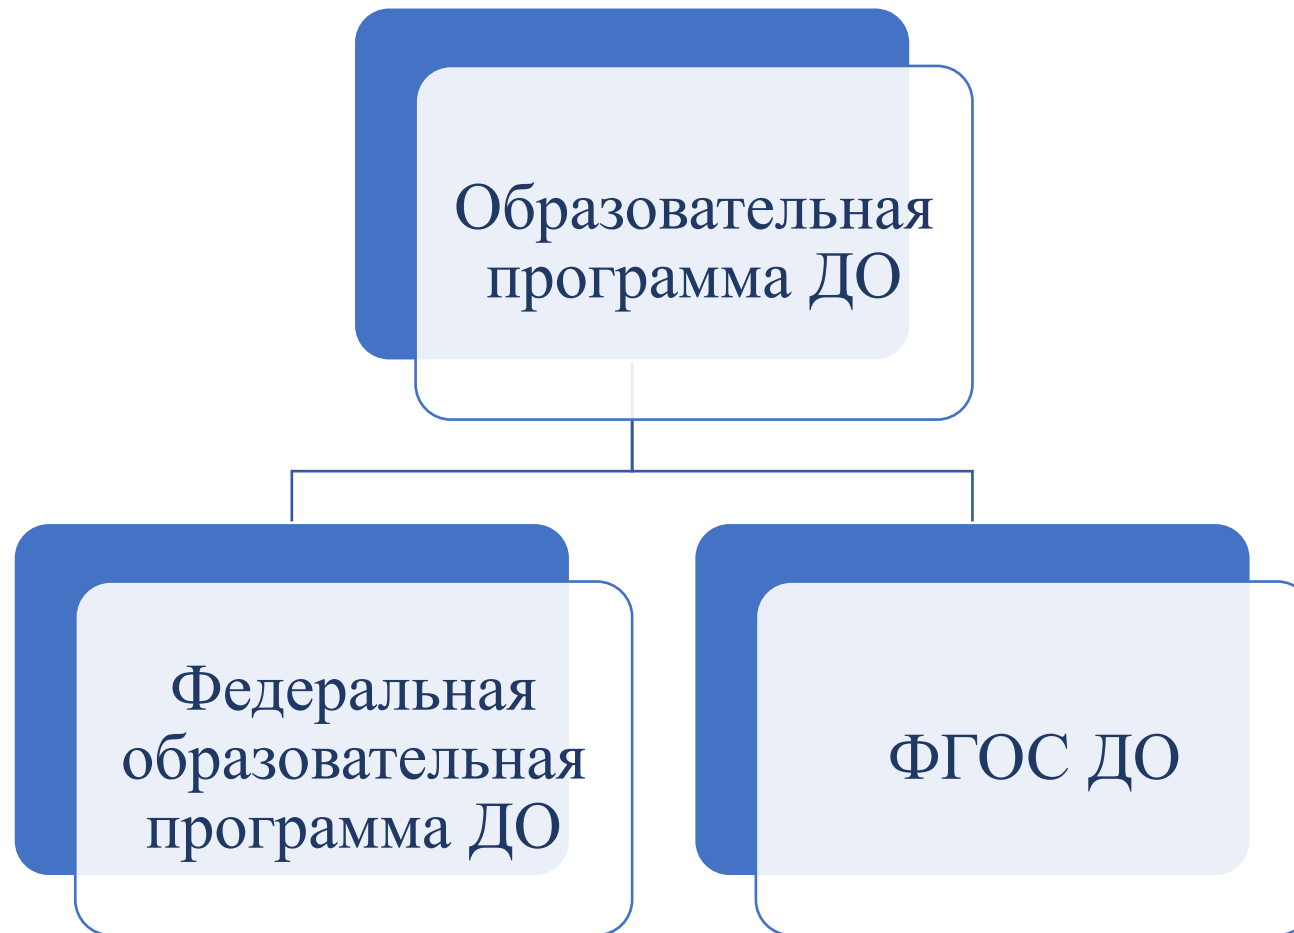 Образовательная
программа ДО
Федеральная
образовательная
программа ДО
ФГОС ДО